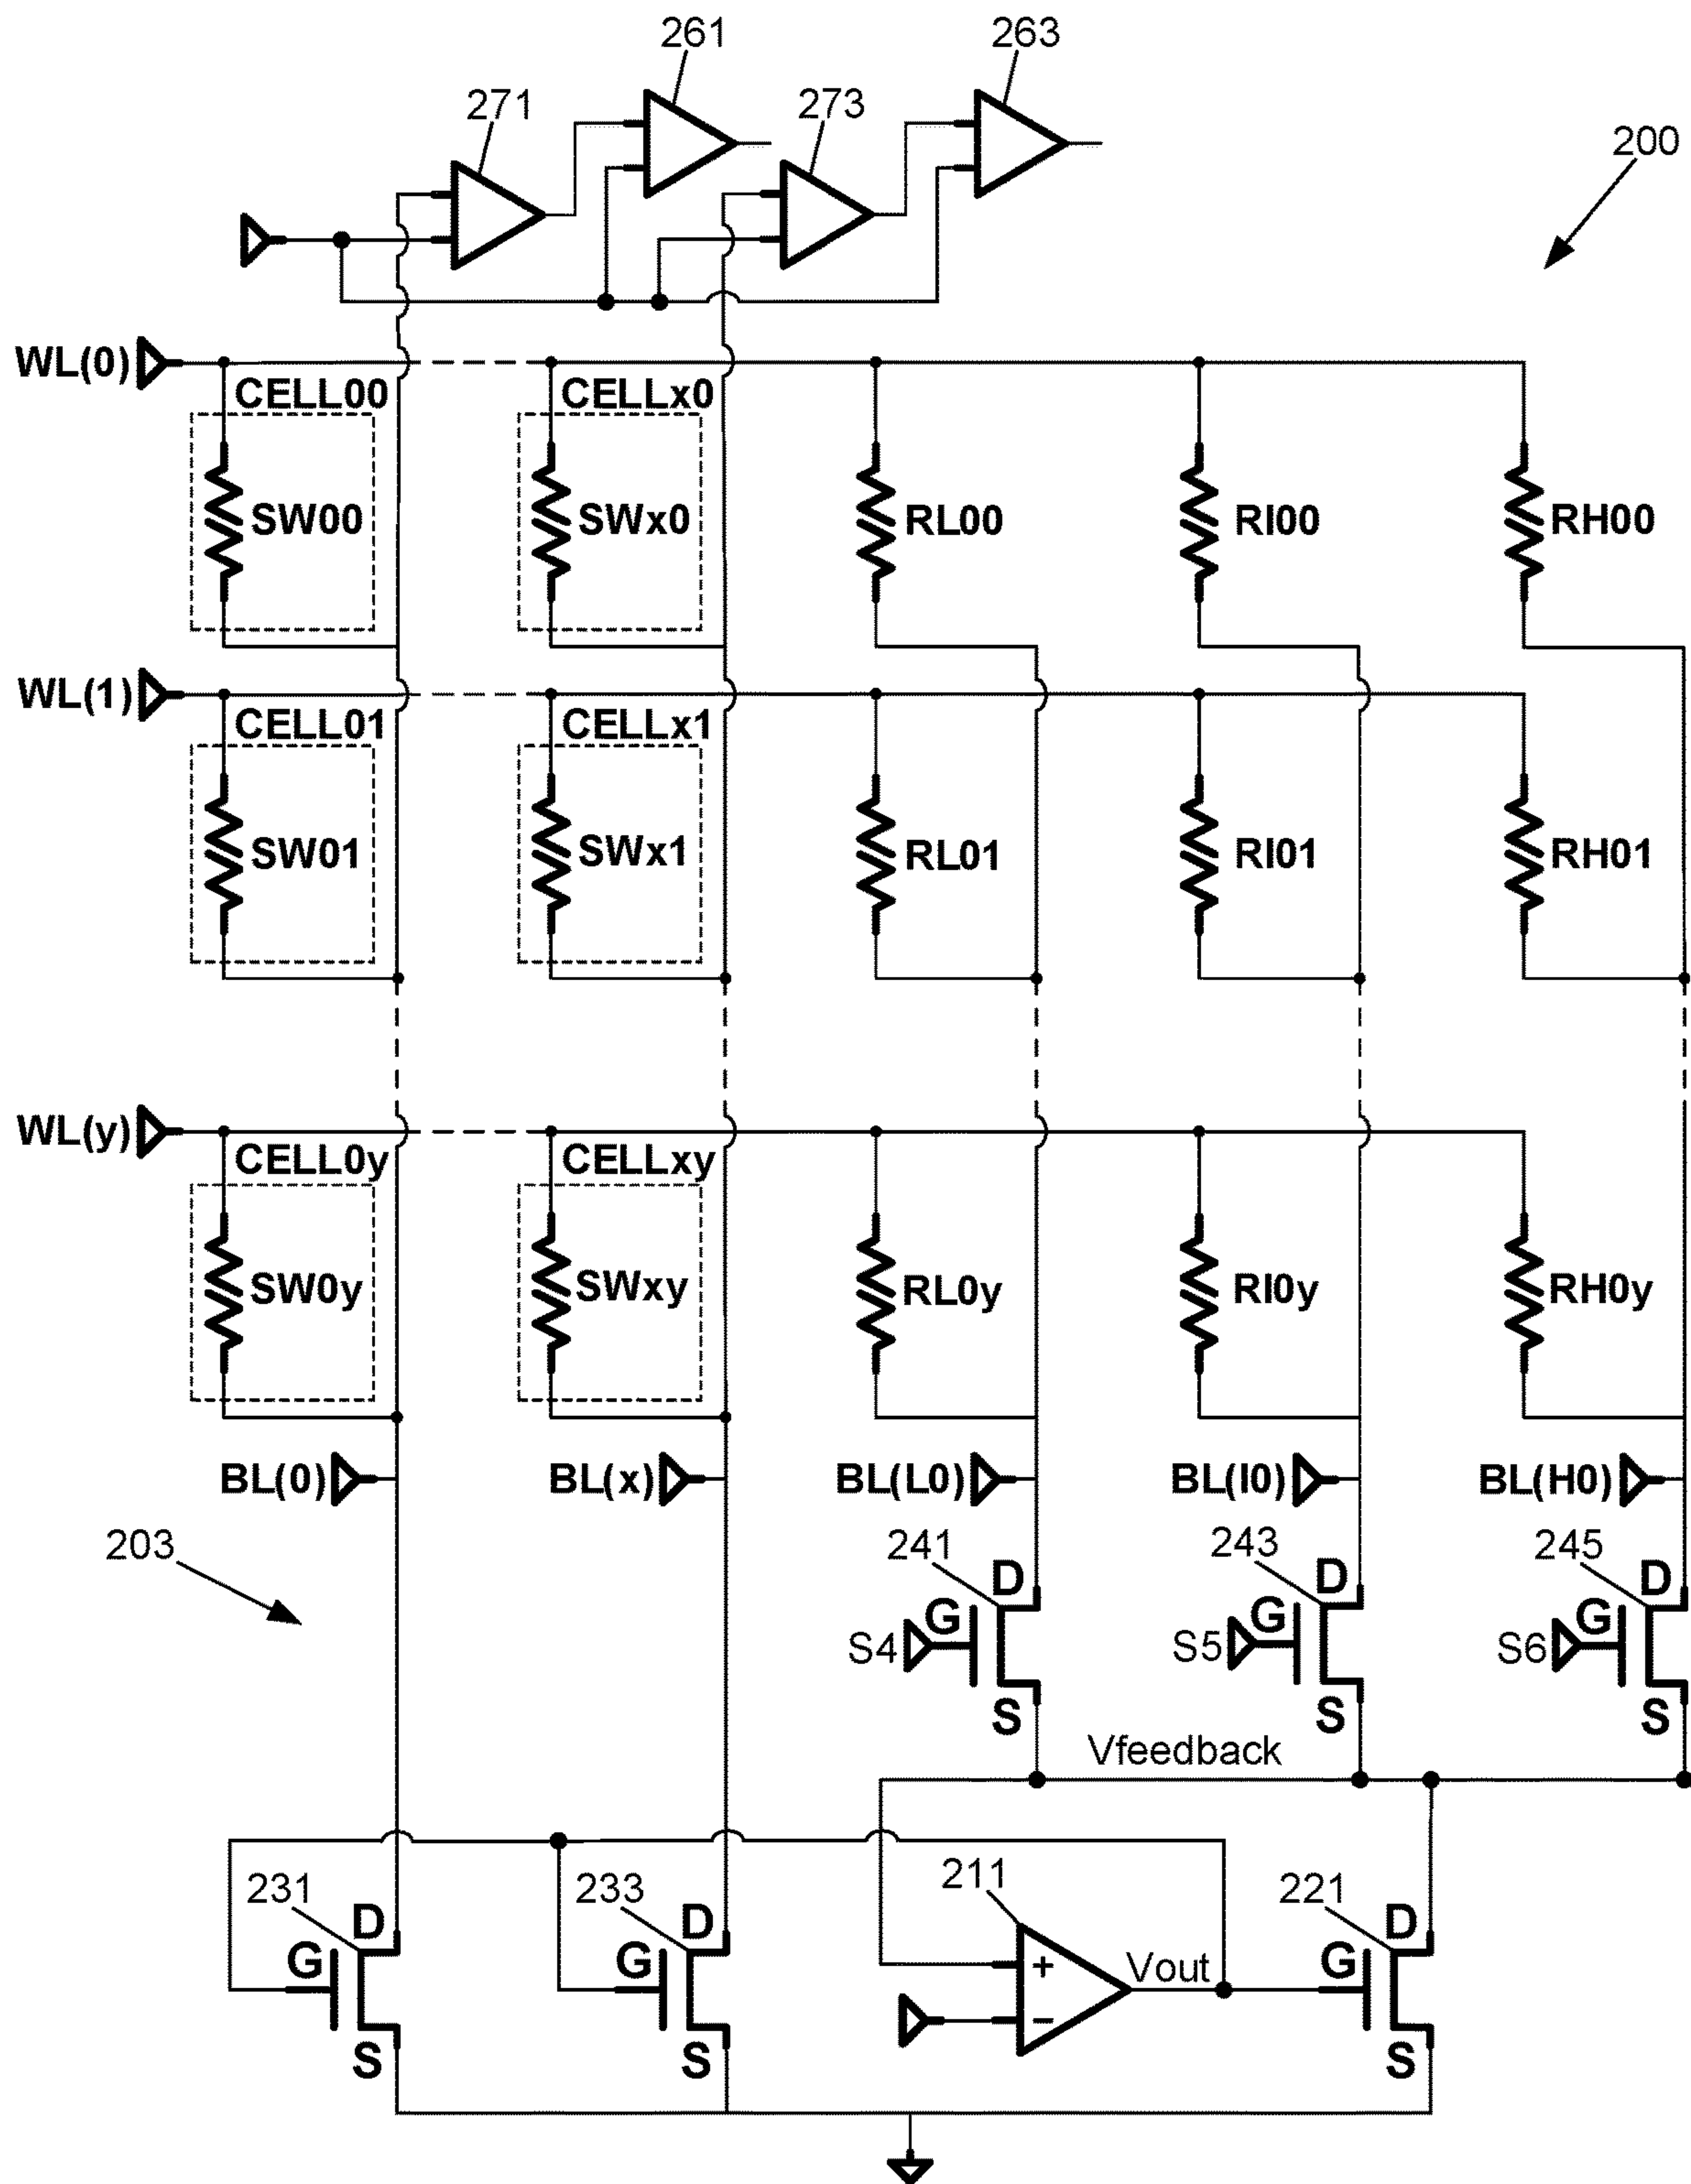 261
263
271
273
200
WL(0)
CELL00
CELLx0
SW00
SWx0
RL00
RI00
RH00
WL(1)
CELL01
CELLx1
SW01
SWx1
RL01
RI01
RH01
WL(y)
CELL0y
CELLxy
SW0y
SWxy
RL0y
RI0y
RH0y
BL(0)
BL(x)
BL(L0)
BL(I0)
BL(H0)
203
241
243
245
D
D
D
G
G
G
S4
S5
S6
S
S
S
Vfeedback
231
233
211
221
D
D
D
G
G
+
Vout
G
−
S
S
S